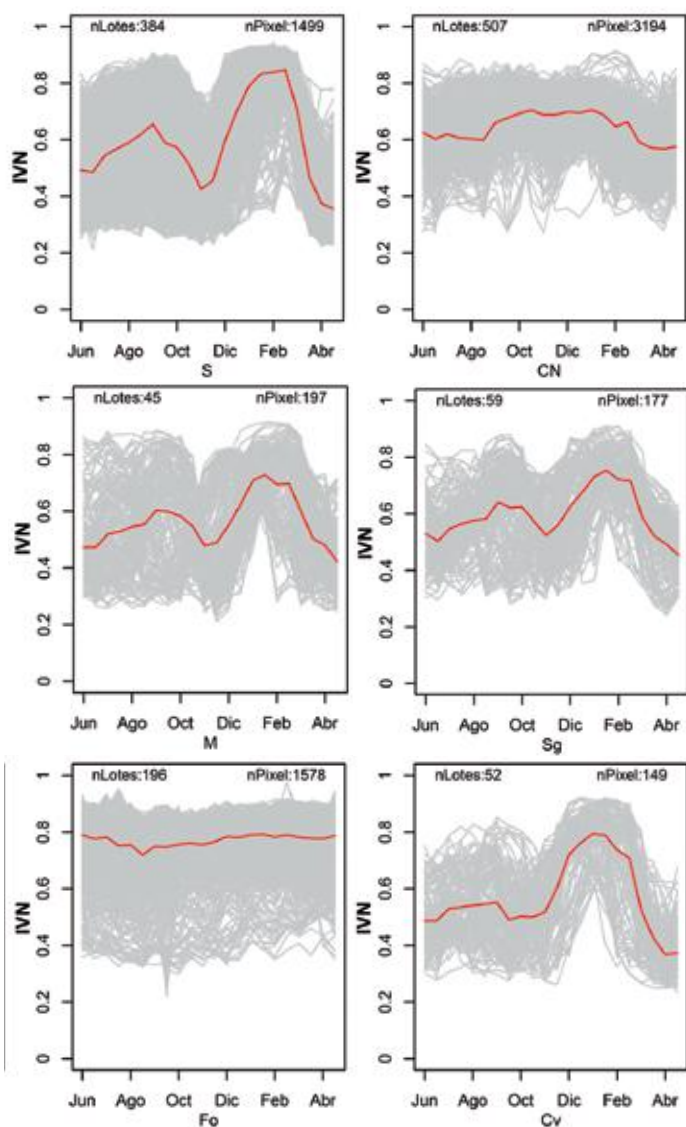 nLotes:384 nPixel:1499
IVN
0 0.2 0.4 0.6 0.8 1
Jun Ago Oct Dic Feb Abr
S
nLotes:507 nPixel:3194
IVN
0 0.2 0.4 0.6 0.8 1
Jun Ago Oct Dic Feb Abr
CN
nLotes:45 nPixel:197
IVN
0 0.2 0.4 0.6 0.8 1
Jun Ago Oct Dic Feb Abr
M
nLotes:59 nPixel:177
IVN
0 0.2 0.4 0.6 0.8 1
Jun Ago Oct Dic Feb Abr
Sg
nLotes:196 nPixel:1578
IVN
0 0.2 0.4 0.6 0.8 1
Jun Ago Oct Dic Feb Abr
Fo
nLotes:52 nPixel:149
IVN
0 0.2 0.4 0.6 0.8 1
Jun Ago Oct Dic Feb Abr
Cv